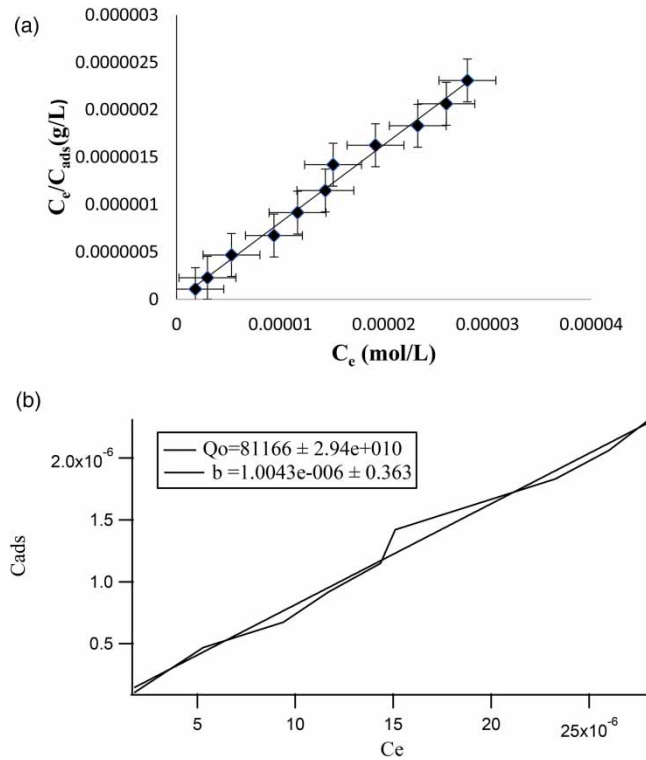 (a)
0.000003
0.0000025
0.000002
0.0000015
0.000001
0.0000005
0
Ce/Cads(g/L)
0 0.00001 0.00002 0.00003 0.00004
Ce (mol/L)
(b)
Qo=81166 ± 2.94e+010
b =1.0043e-006 ± 0.363
2.0x10-6
1.5
1.0
0.5
Cads
5 10 15 20 25x10-6
Ce